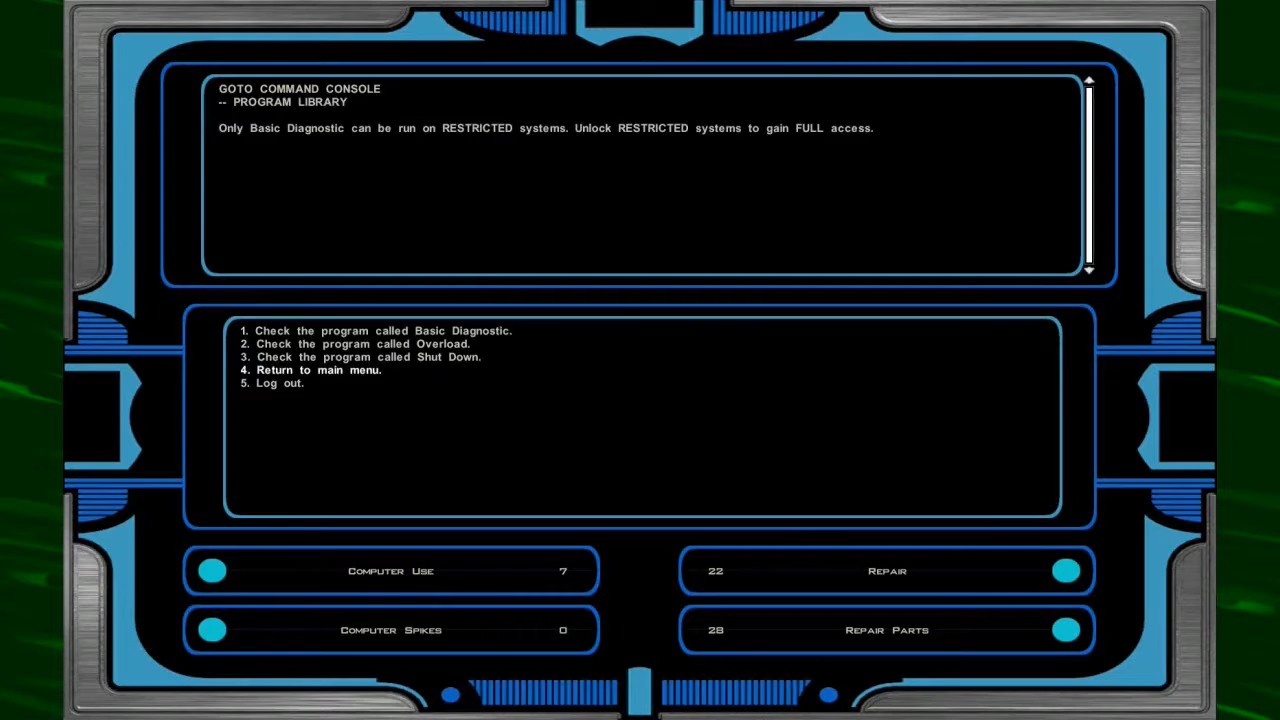 GOTO COMMAND CONSOLE
-- PROGRAM LIBRARY
Only Basic Diagnostic can be run on RESTRICTED systems. Unlock RESTRICTED systems to gain FULL access.
1. Check the program called Basic Diagnostic.
2. Check the program called Overload.
3. Check the program called Shut Down.
4. Return to main menu.
5. Log out.
Computer Use 7
22 Repair
Computer Spikes 0
28 Repair Parts